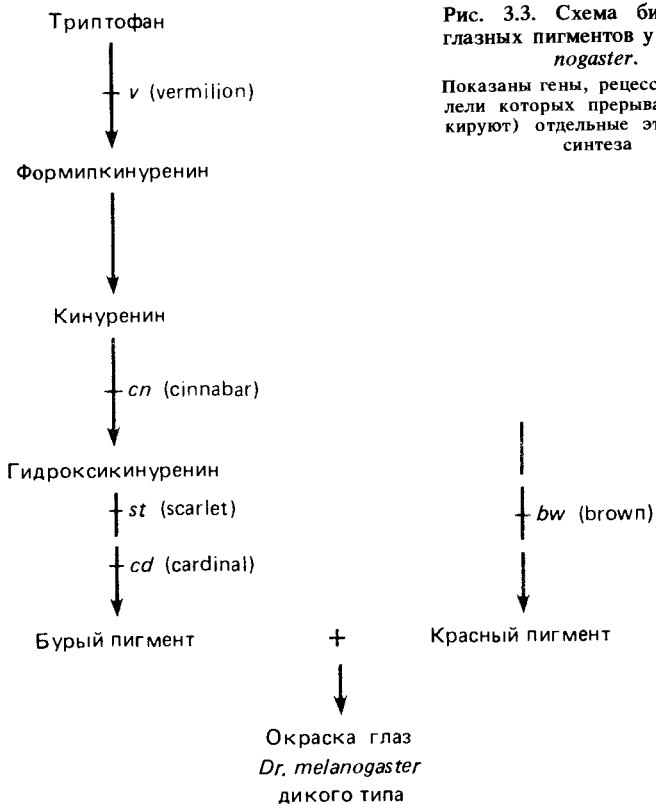 Триптофан
v (vermilion)
Формилкинуренин
Кинуренин
cn (cinnabar)
Гидроксикинуренин
st (scarlet)
cd (cardinal)
Бурый пигмент
bw (brown)
+
Красный пигмент
Окраска глаз
Dr. melanogaster
дикого типа
Рис. 3.3. Схема би
глазных пигментов у
nogaster.
Показаны гены, рецесс
лели которых прерыва
кируют) отдельные эт
синтеза